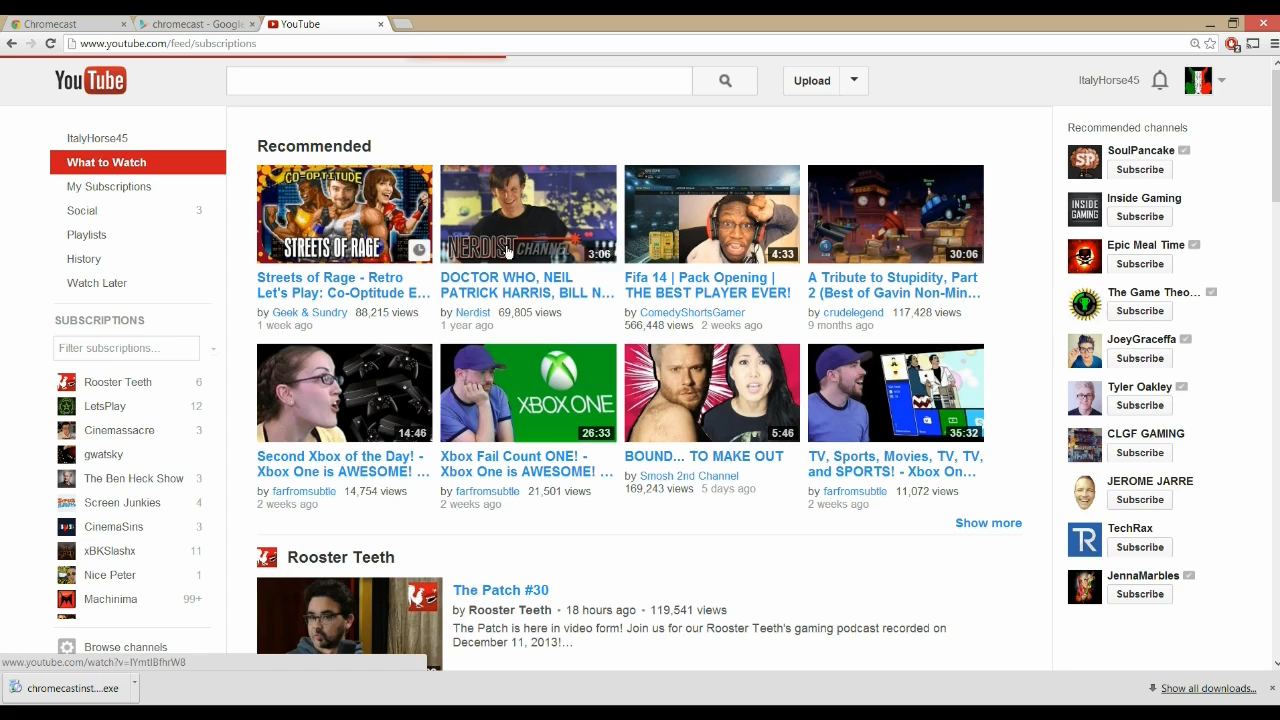 Chromecast
chromecast - Google
YouTube
www.youtube.com/feed/subscriptions
YouTube
Upload
ItalyHorse45
ItalyHorse45
What to Watch
My Subscriptions
Social 3
Playlists
History
Watch Later
SUBSCRIPTIONS
Filter subscriptions...
Rooster Teeth 6
LetsPlay 12
Cinemassacre 3
gwatsky
The Ben Heck Show 3
Screen Junkies 4
CinemaSins 3
xBKSlashx 11
Nice Peter 1
Machinima 99+
Browse channels
Recommended
CO-OPTITUDE
STREETS OF RAGE
Streets of Rage - Retro
Let's Play: Co-Optitude E...
by Geek & Sundry 88,219 views
1 week ago
NERDIST CHANNEL
3:06
DOCTOR WHO, NEIL
PATRICK HARRIS, BILL N...
by Nerdist 69,805 views
1 year ago
4:33
Fifa 14 | Pack Opening |
THE BEST PLAYER EVER!
by ComedyShortsGamer
566,448 views 2 weeks ago
30:06
A Tribute to Stupidity, Part
2 (Best of Gavin Non-Min...
by crudelegend 117,428 views
9 months ago
14:46
Second Xbox of the Day! -
Xbox One is AWESOME! ...
by farfromsubtle 14,754 views
2 weeks ago
XBOX ONE
26:33
Xbox Fail Count ONE! -
Xbox One is AWESOME! ...
by farfromsubtle 21,501 views
2 weeks ago
5:46
BOUND... TO MAKE OUT
by Smosh 2nd Channel
169,243 views 5 days ago
35:32
TV, Sports, Movies, TV, TV,
and SPORTS! - Xbox On...
by farfromsubtle 11,072 views
2 weeks ago
Show more
Rooster Teeth
The Patch #30
by Rooster Teeth • 18 hours ago • 119,541 views
The Patch is here in video form! Join us for our Rooster Teeth's gaming podcast recorded on
December 11, 2013!...
Recommended channels
SP
SoulPancake
Subscribe
INSIDE
GAMING
Inside Gaming
Subscribe
Epic Meal Time
Subscribe
The Game Theo...
Subscribe
JoeyGraceffa
Subscribe
Tyler Oakley
Subscribe
CLGF GAMING
Subscribe
JEROME JARRE
Subscribe
TechRax
Subscribe
JennaMarbles
Subscribe
www.youtube.com/watch?v=IYmtIBfhrW8
chromecastinst....exe
Show all downloads...